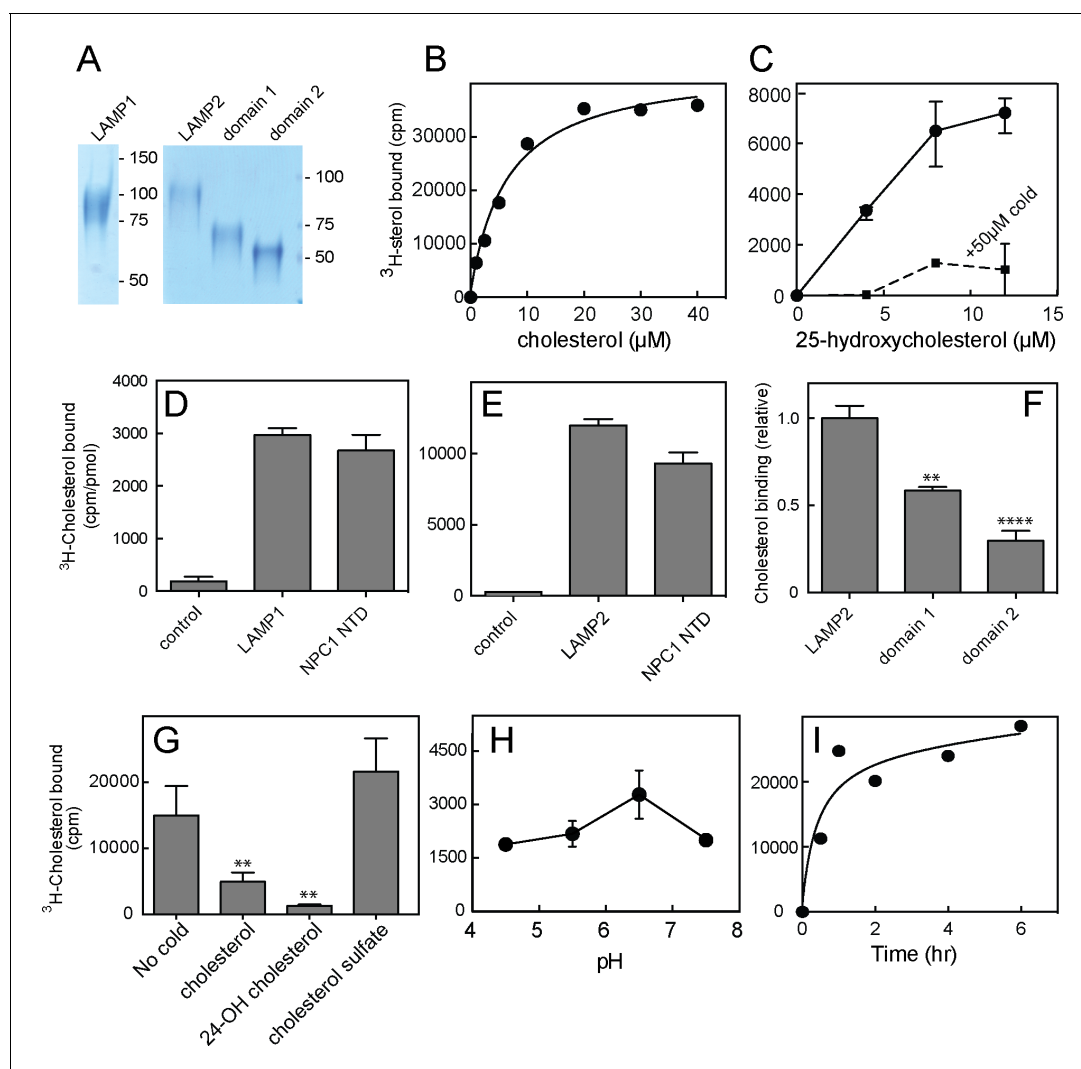 A
LAMP1
LAMP2
domain 1
domain 2
- 150
- 100
- 75
- 50
- 100
- 75
- 50
B
³H-sterol bound (cpm)
30000
20000
10000
0
0 10 20 30 40
cholesterol (µM)
C
8000
6000
4000
2000
0
+50µM cold
0 5 10 15
25-hydroxycholesterol (µM)
D
³H-Cholesterol bound
(cpm/pmol)
4000
3000
2000
1000
0
control
LAMP1
NPC1 NTD
E
10000
5000
0
control
LAMP2
NPC1 NTD
F
Cholesterol binding (relative)
1.0
0.5
0
**
****
LAMP2
domain 1
domain 2
G
³H-Cholesterol bound
(cpm)
20000
10000
0
**
**
No cold
cholesterol
24-OH cholesterol
cholesterol sulfate
H
4500
3000
1500
0
4 5 6 7 8
pH
I
20000
10000
0
0 2 4 6
Time (hr)